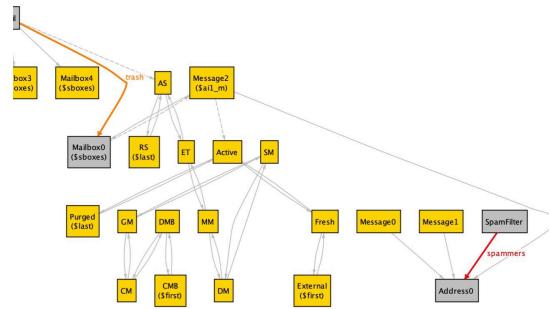 box3
oxes)
Mailbox4
($sboxes)
trash
AS
Message2
($ai1_m)
Mailbox0
($sboxes)
RS
($last)
ET
Active
SM
Purged
($last)
GM
DMB
MM
Fresh
Message0
Message1
SpamFilter
spammers
CM
CMB
($first)
DM
External
($first)
Address0